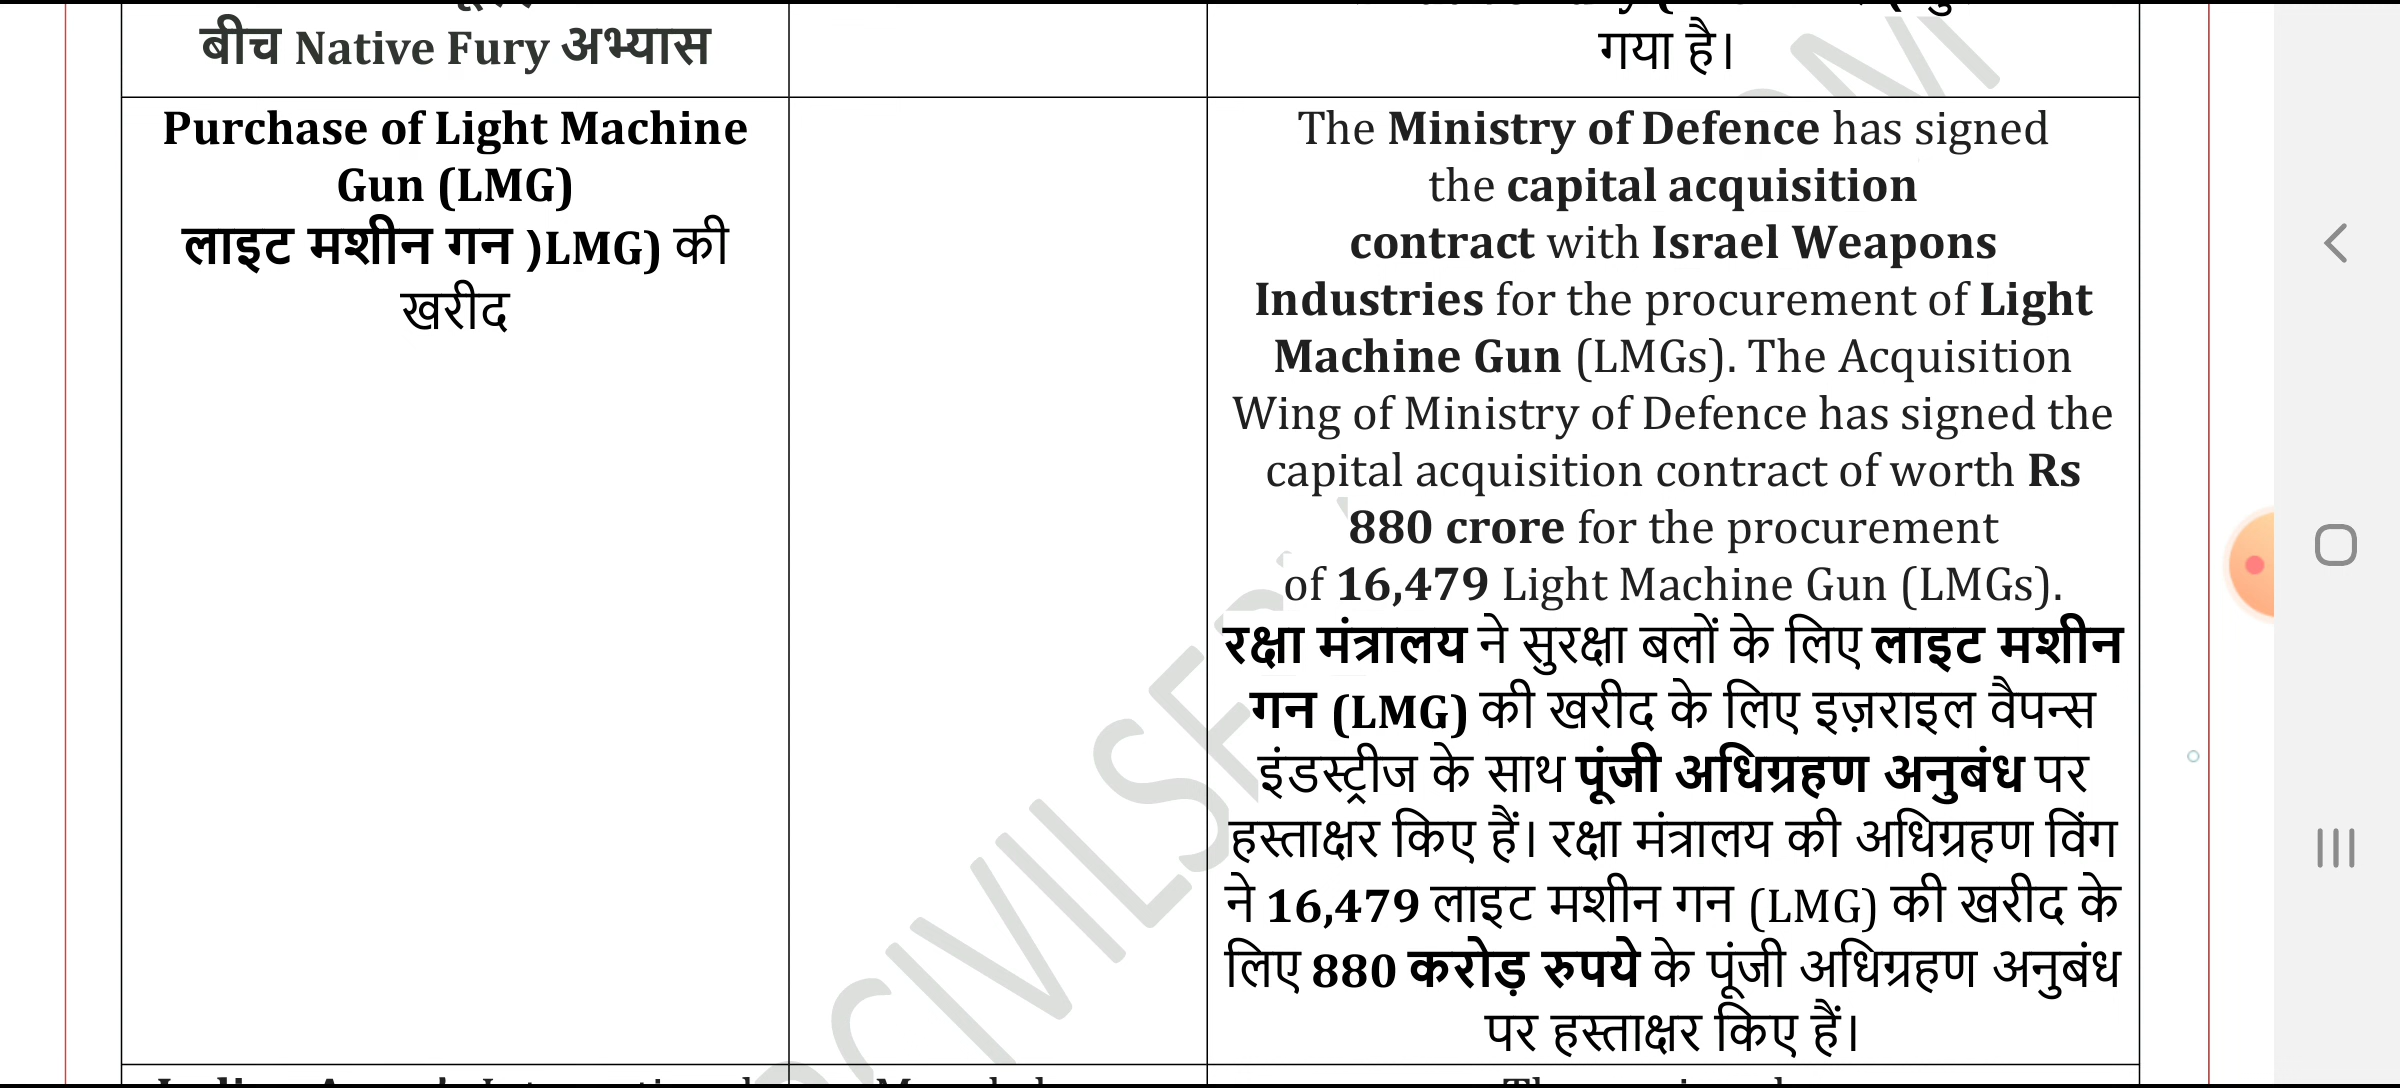 बीच Native Fury अभ्यास
गया है।
Purchase of Light Machine
Gun (LMG)
लाइट मशीन गन )LMG) की
खरीद
The Ministry of Defence has signed
the capital acquisition
contract with Israel Weapons
Industries for the procurement of Light
Machine Gun (LMGs). The Acquisition
Wing of Ministry of Defence has signed the
capital acquisition contract of worth Rs
880 crore for the procurement
of 16,479 Light Machine Gun (LMGs).
रक्षा मंत्रालय ने सुरक्षा बलों के लिए लाइट मशीन
गन (LMG) की खरीद के लिए इज़राइल वैपन्स
इंडस्ट्रीज के साथ पूंजी अधिग्रहण अनुबंध पर
हस्ताक्षर किए हैं। रक्षा मंत्रालय की अधिग्रहण विंग
ने 16,479 लाइट मशीन गन (LMG) की खरीद के
लिए 880 करोड़ रुपये के पूंजी अधिग्रहण अनुबंध
पर हस्ताक्षर किए हैं।